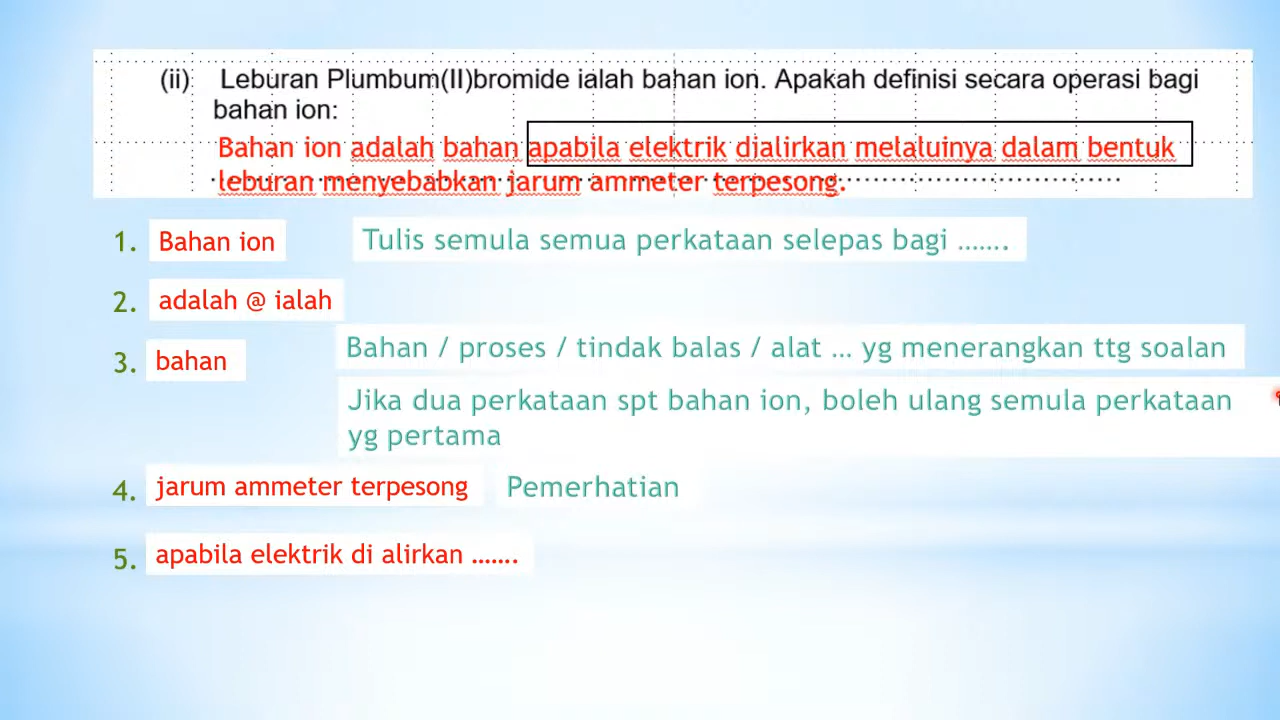 (ii) Leburan Plumbum(II)bromide ialah bahan ion. Apakah definisi secara operasi bagi
bahan ion:
Bahan ion adalah bahan apabila elektrik dialirkan melaluinya dalam bentuk
leburan menyebabkan jarum ammeter terpesong.
1. Bahan ion Tulis semula semua perkataan selepas bagi …….
2. adalah @ ialah
3. bahan Bahan / proses / tindak balas / alat … yg menerangkan ttg soalan
Jika dua perkataan spt bahan ion, boleh ulang semula perkataan
yg pertama
4. jarum ammeter terpesong Pemerhatian
5. apabila elektrik di alirkan …….